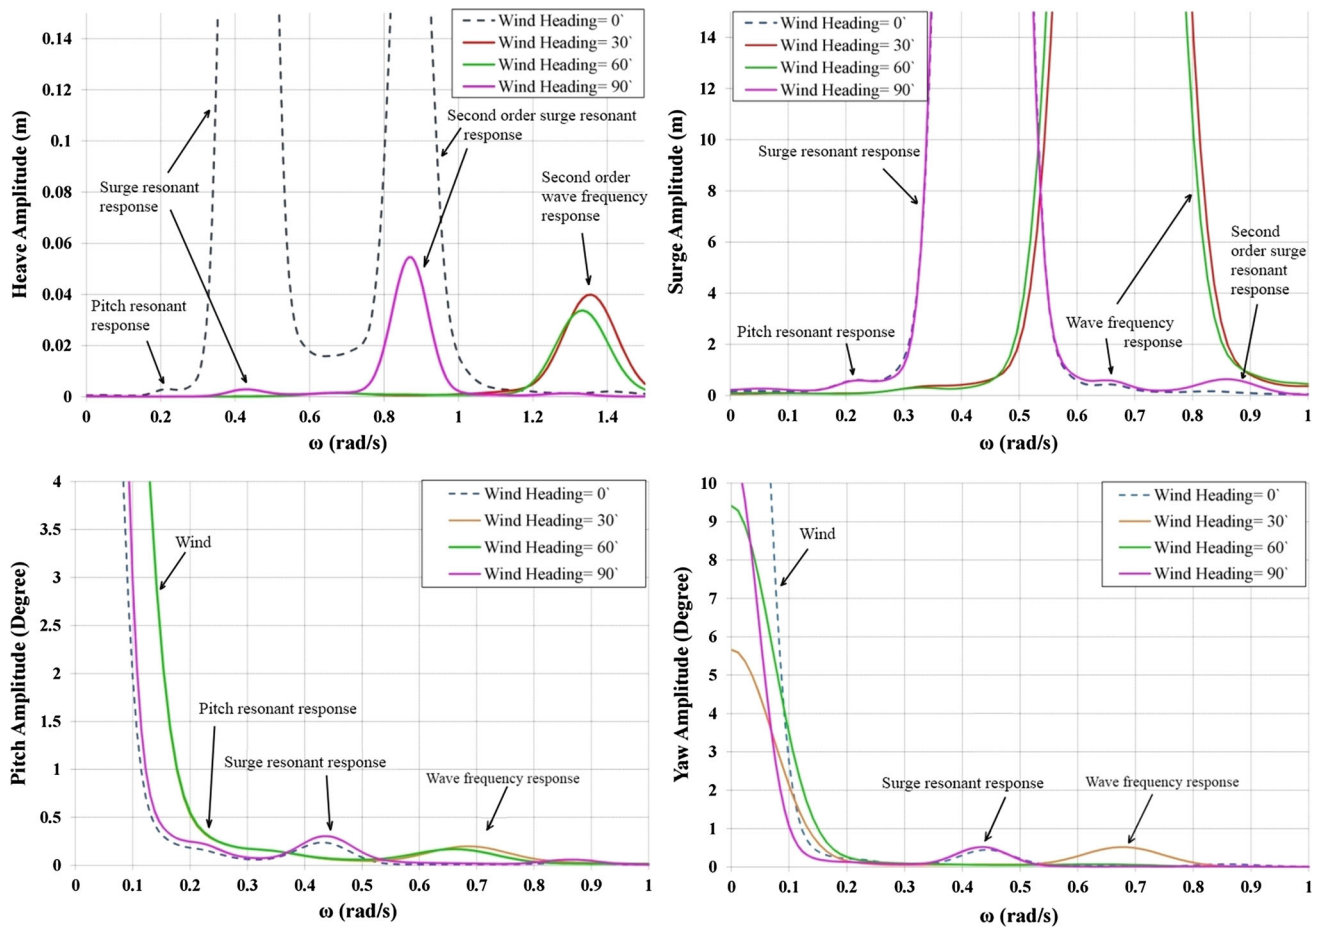 Wind Heading= 0`
Wind Heading= 30`
Wind Heading= 60`
Wind Heading= 90`
Heave Amplitude (m)
0.14
0.12
0.1
0.08
0.06
0.04
0.02
0
Surge resonant
response
Pitch resonant
response
Second order surge resonant
response
Second order
wave frequency
response
0 0.2 0.4 0.6 0.8 1 1.2 1.4
ω (rad/s)
Wind Heading= 0`
Wind Heading= 30`
Wind Heading= 60`
Wind Heading= 90`
Surge Amplitude (m)
14
12
10
8
6
4
2
0
Surge resonant response
Pitch resonant response
Wave frequency
response
Second
order surge
resonant
response
0 0.1 0.2 0.3 0.4 0.5 0.6 0.7 0.8 0.9 1
ω (rad/s)
Wind Heading= 0`
Wind Heading= 30`
Wind Heading= 60`
Wind Heading= 90`
Pitch Amplitude (Degree)
4
3.5
3
2.5
2
1.5
1
0.5
0
Wind
Pitch resonant response
Surge resonant response
Wave frequency response
0 0.1 0.2 0.3 0.4 0.5 0.6 0.7 0.8 0.9 1
ω (rad/s)
Wind Heading= 0`
Wind Heading= 30`
Wind Heading= 60`
Wind Heading= 90`
Yaw Amplitude (Degree)
10
9
8
7
6
5
4
3
2
1
0
Wind
Surge resonant response
Wave frequency response
0 0.1 0.2 0.3 0.4 0.5 0.6 0.7 0.8 0.9 1
ω (rad/s)